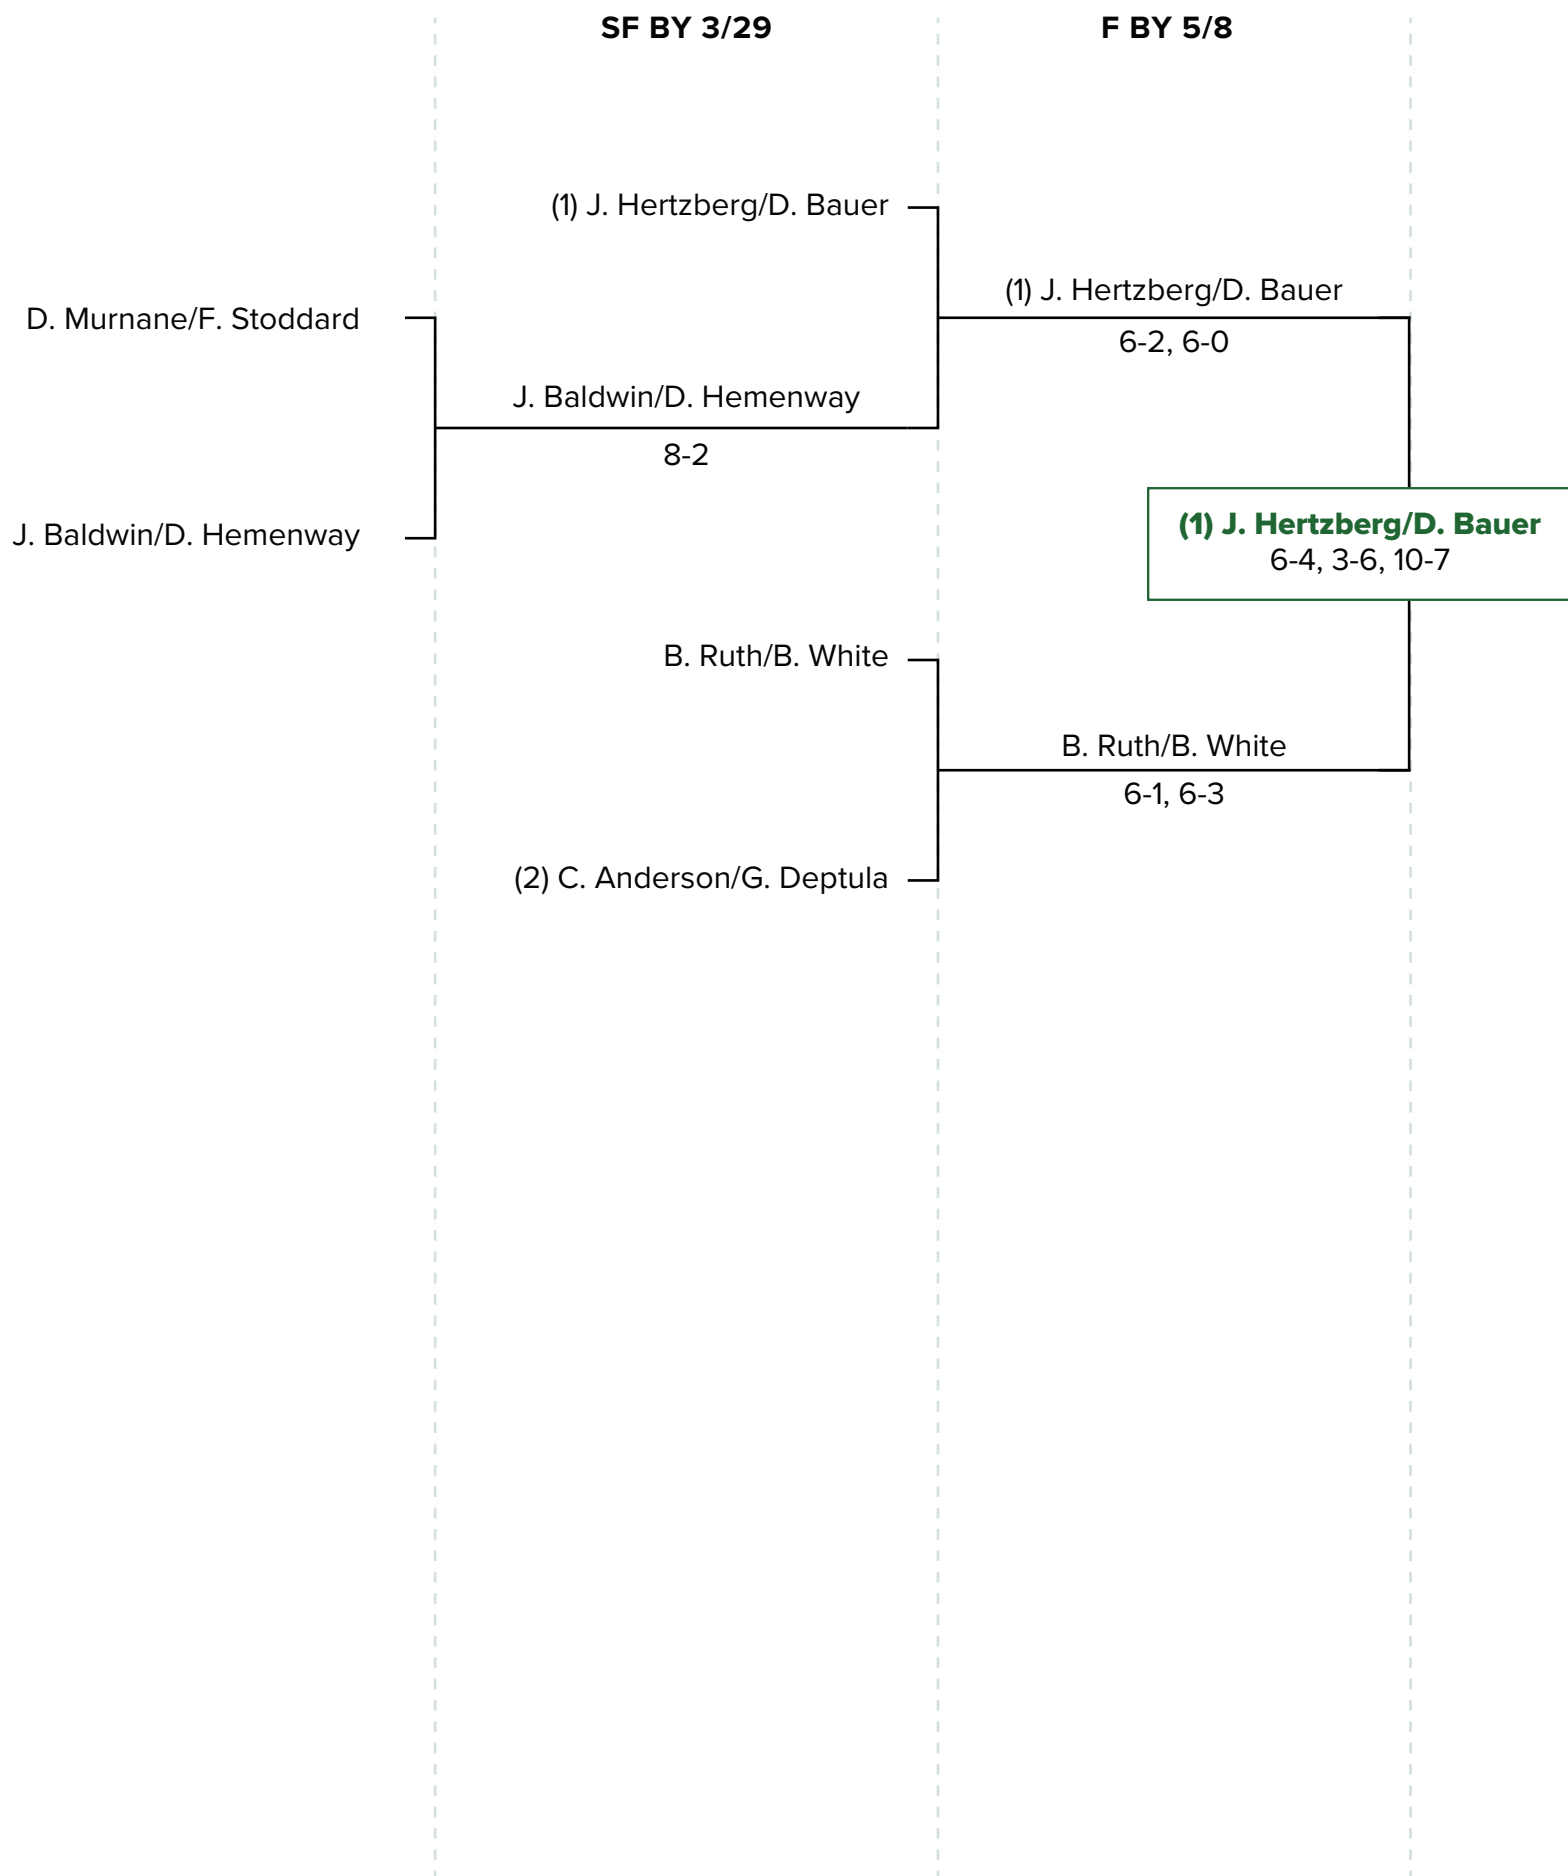 SF BY 3/29
F BY 5/8
(1) J. Hertzberg/D. Bauer
(1) J. Hertzberg/D. Bauer
D. Murnane/F. Stoddard
6-2, 6-0
J. Baldwin/D. Hemenway
8-2
(1) J. Hertzberg/D. Bauer
J. Baldwin/D. Hemenway
6-4, 3-6, 10-7
B. Ruth/B. White
B. Ruth/B. White
6-1, 6-3
(2) C. Anderson/G. Deptula